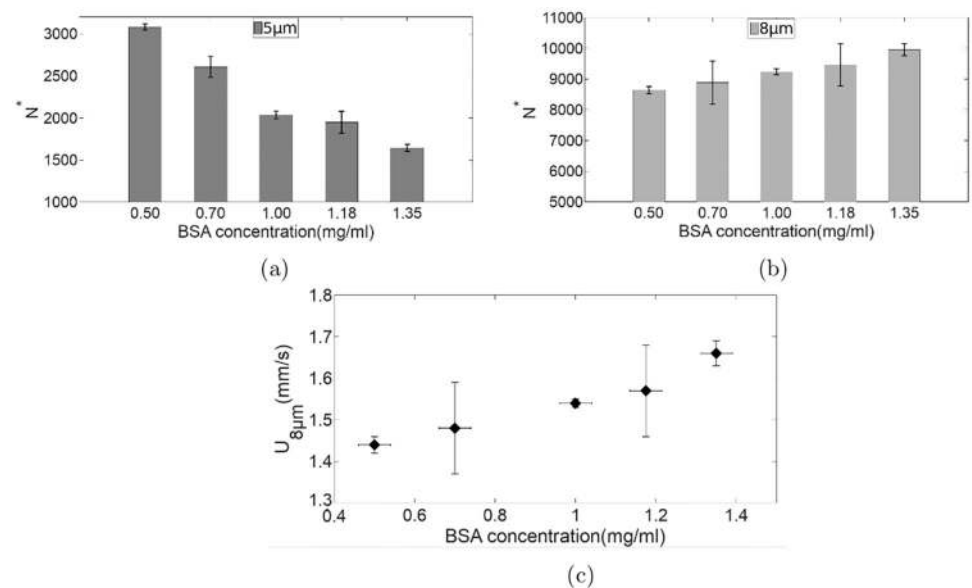 5μm
3000
2500
2000
1500
1000
N*
0.50 0.70 1.00 1.18 1.35
BSA concentration(mg/ml)
(a)
8μm
11000
10000
9000
8000
7000
6000
5000
N*
0.50 0.70 1.00 1.18 1.35
BSA concentration(mg/ml)
(b)
1.8
1.7
1.6
1.5
1.4
1.3
U8μm(mm/s)
0.4 0.6 0.8 1 1.2 1.4
BSA concentration(mg/ml)
(c)